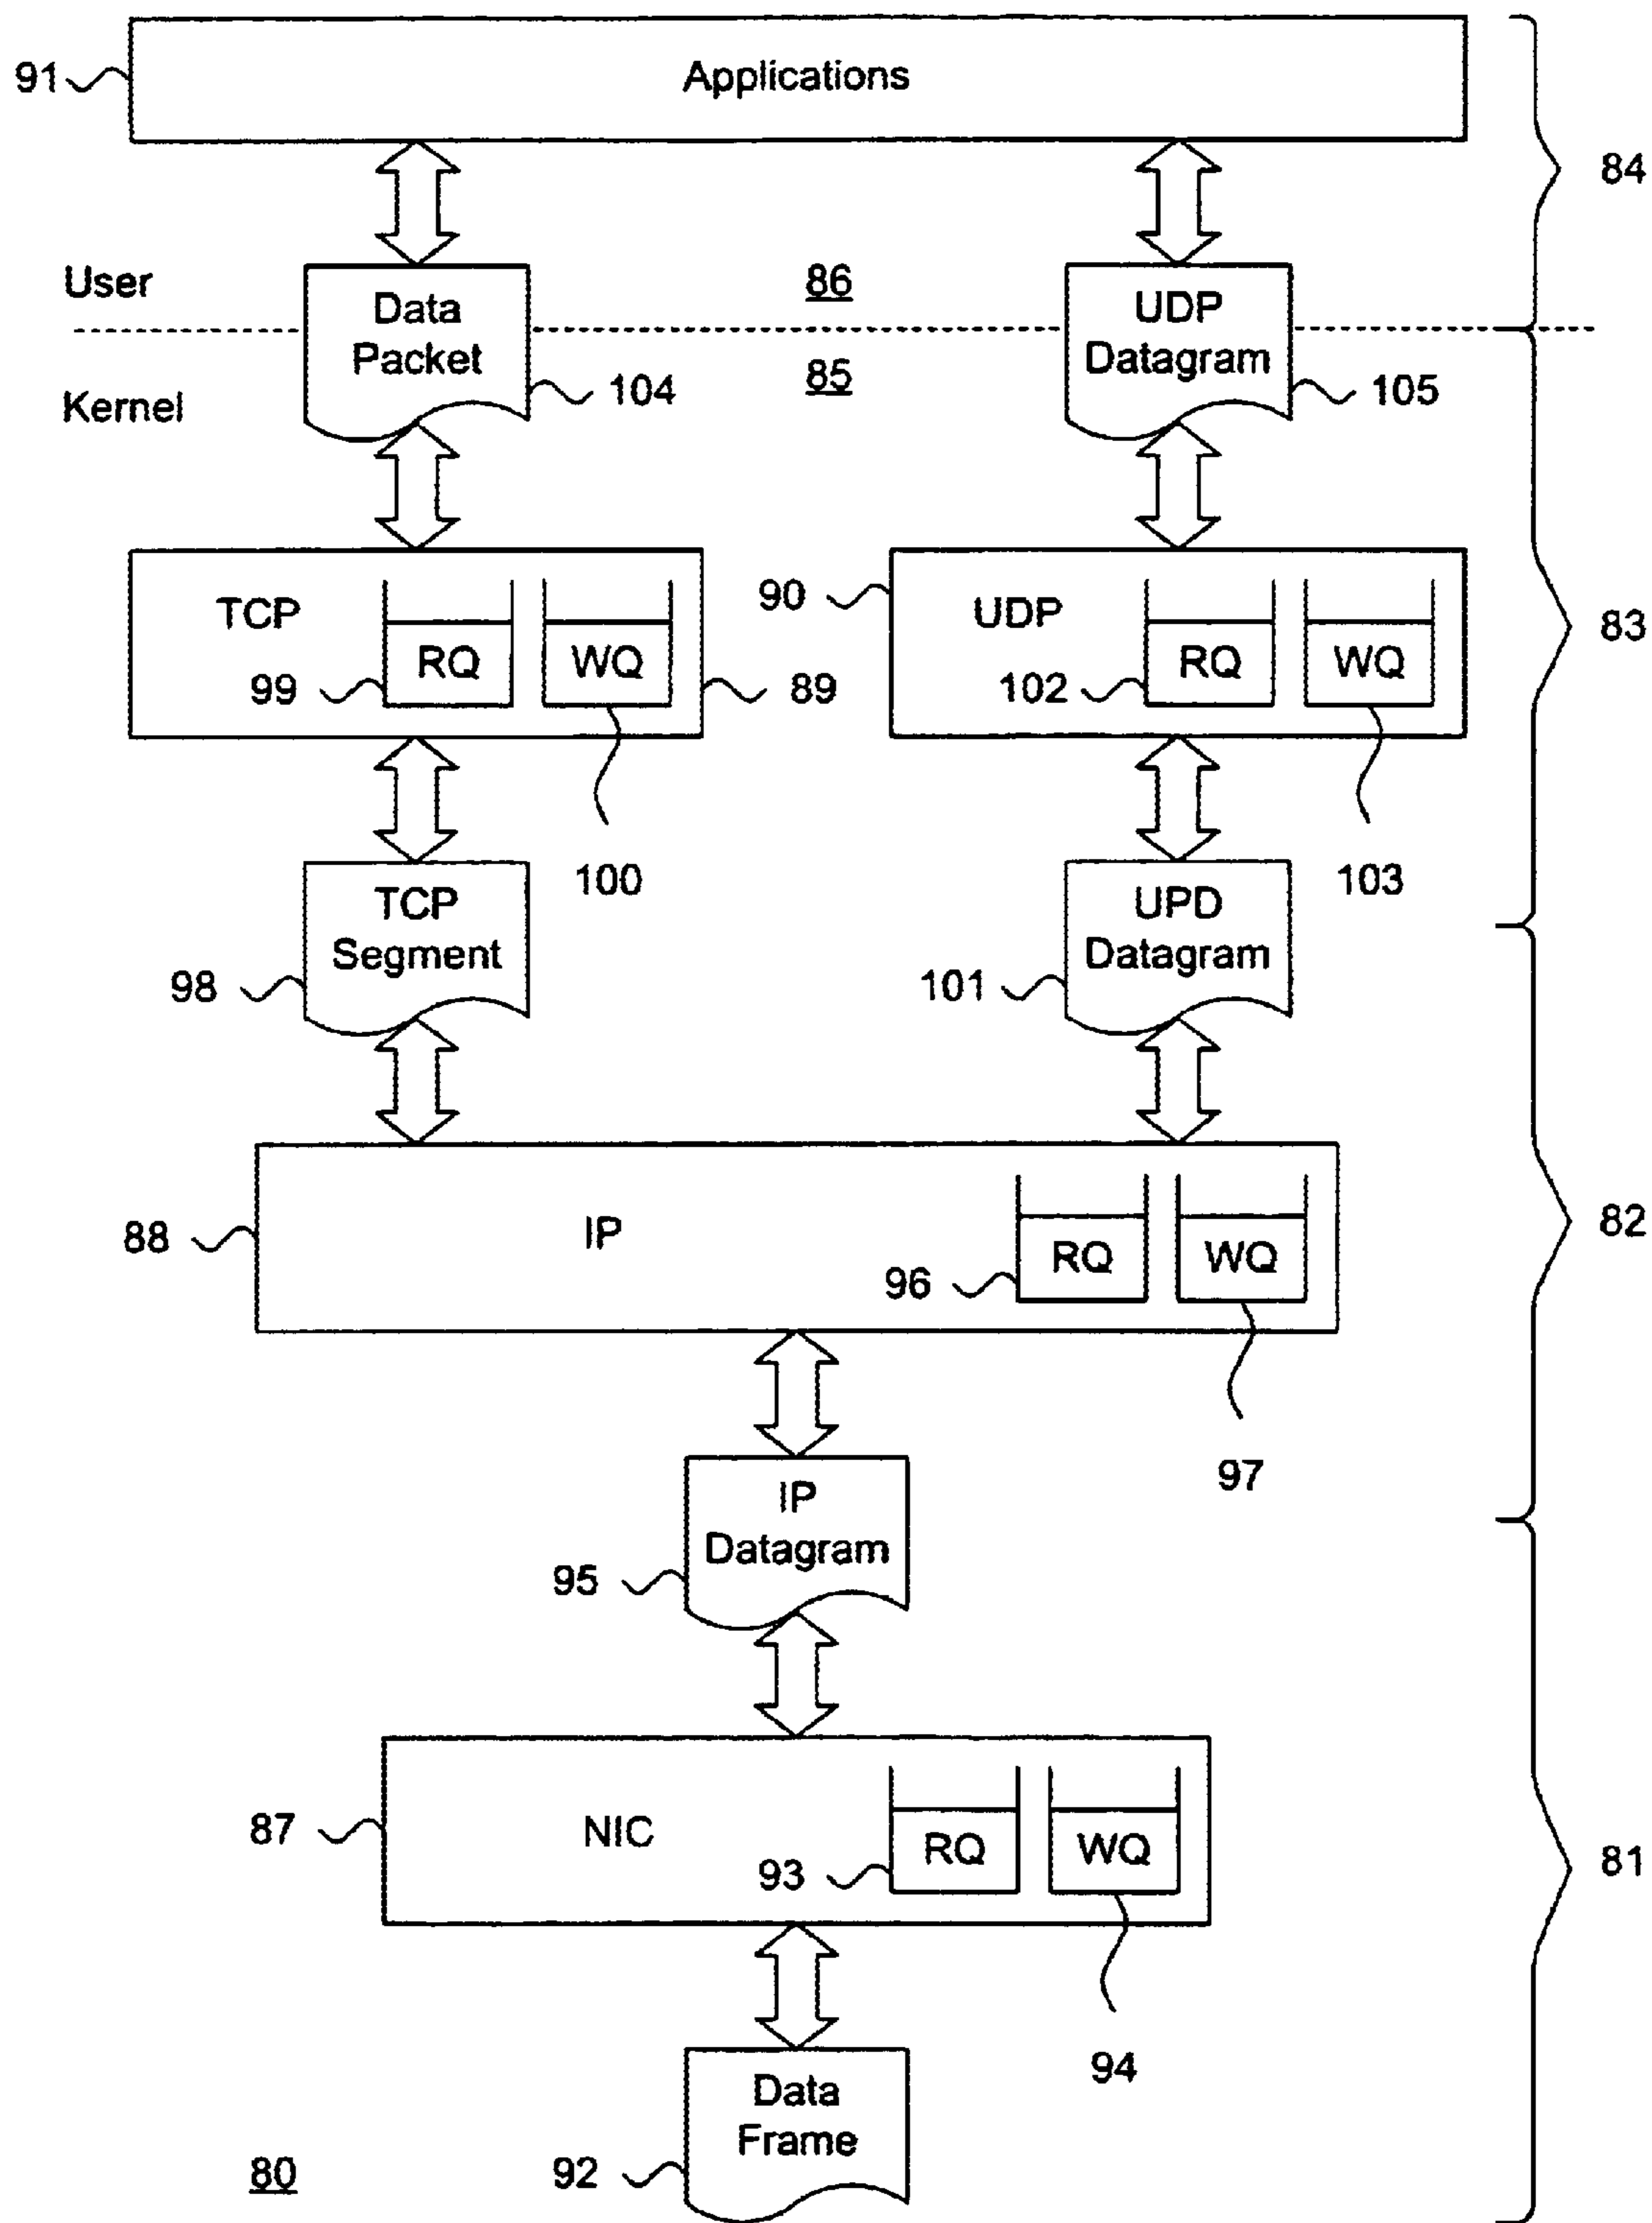 91
Applications
84
User
86
Data
Packet
UDP
Datagram
85
Kernel
104
105
TCP
RQ
WQ
99
89
90
UDP
RQ
WQ
102
83
100
103
TCP
Segment
98
UPD
Datagram
101
88
IP
RQ
WQ
96
82
97
IP
Datagram
95
87
NIC
RQ
WQ
93
81
94
Data
Frame
92
80